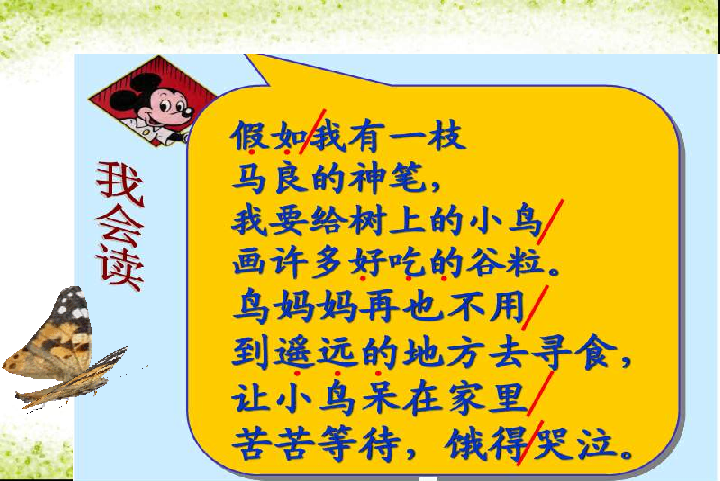 我会读
假如我有一枝
马良的神笔，
我要给树上的小鸟
画许多好吃的谷粒。
鸟妈妈再也不用
到遥远的地方去寻食，
让小鸟呆在家里
苦苦等待，饿得哭泣。